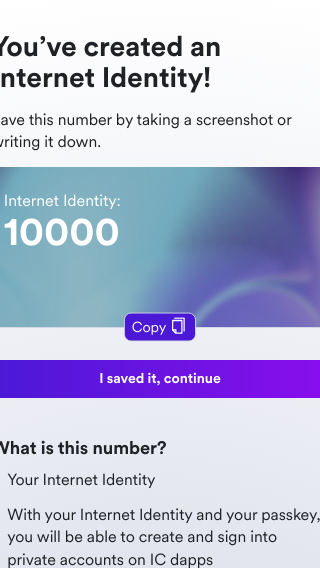 You’ve created an
Internet Identity!
Save this number by taking a screenshot or
writing it down.
Internet Identity:
10000
Copy
I saved it, continue
What is this number?
Your Internet Identity
With your Internet Identity and your passkey,
you will be able to create and sign into
private accounts on IC dapps